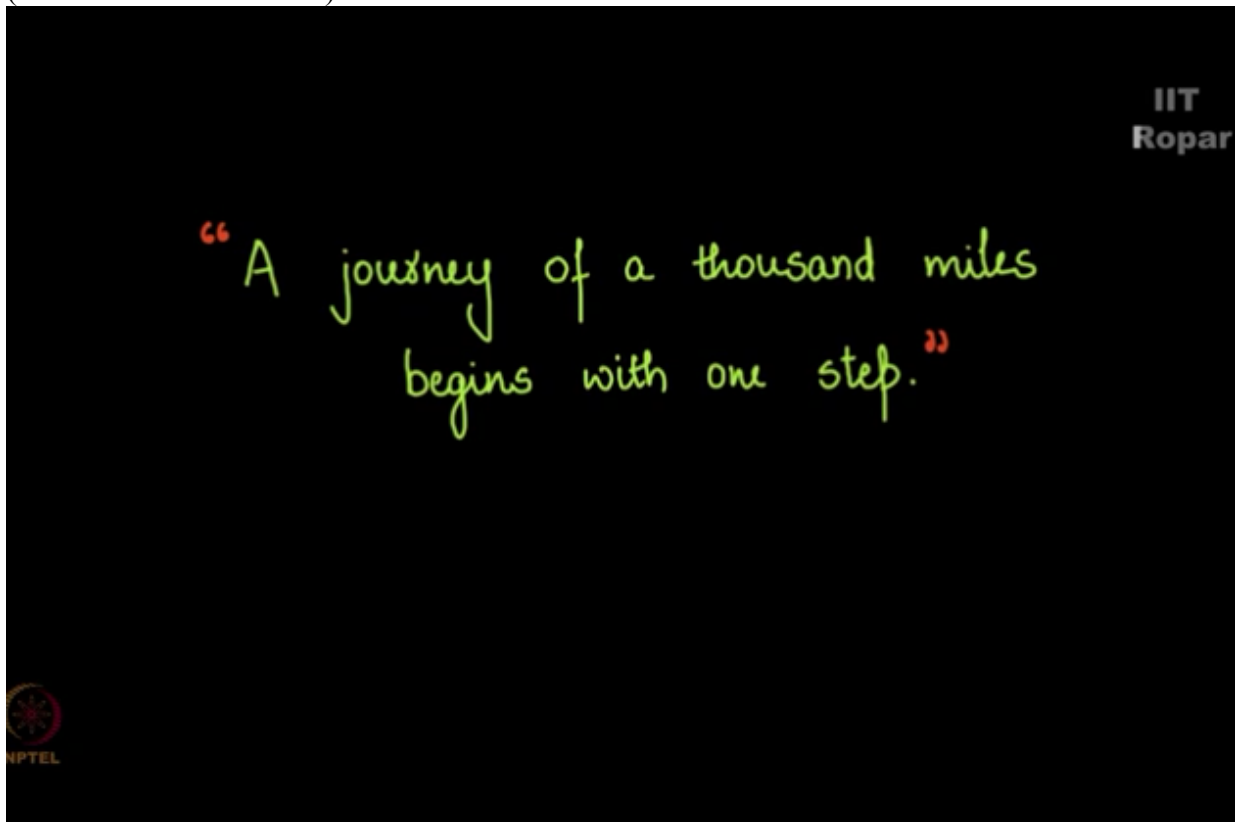 IIT
Ropar
“A journey of a thousand miles
begins with one step.”
NPTEL